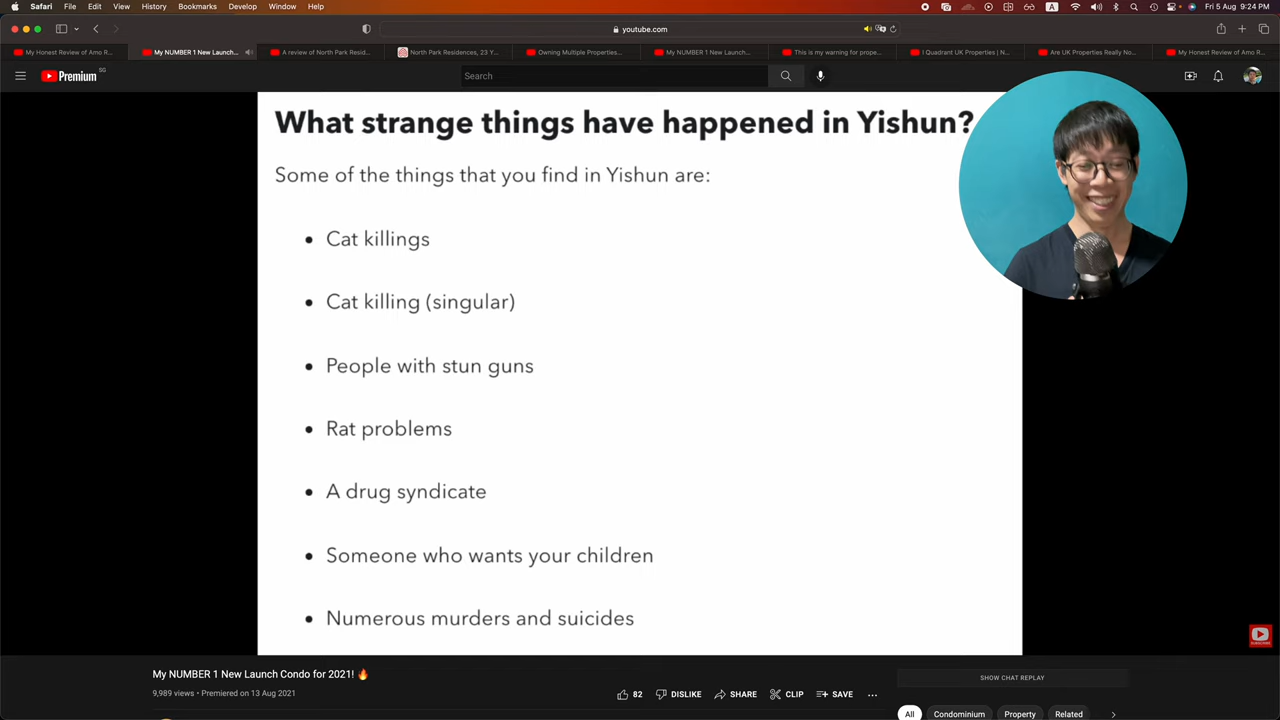 Safari File Edit View History Bookmarks Develop Window Help
A
Fri 5 Aug 9:24 PM
youtube.com
My Honest Review of Amo R...
My NUMBER 1 New Launch...
A review of North Park Resid...
North Park Residences, 23 Y...
Owning Multiple Properties...
My NUMBER 1 New Launch...
This is my warning for prope...
I Quadrant UK Properties | N...
Are UK Properties Really No...
My Honest Review of Amo R...
Premium SG
Search
What strange things have happened in Yishun?
Some of the things that you find in Yishun are:
• Cat killings
• Cat killing (singular)
• People with stun guns
• Rat problems
• A drug syndicate
• Someone who wants your children
• Numerous murders and suicides
SUBSCRIBE
My NUMBER 1 New Launch Condo for 2021! 🔥
9,989 views • Premiered on 13 Aug 2021
82 DISLIKE SHARE CLIP SAVE ...
SHOW CHAT REPLAY
All Condominium Property Related